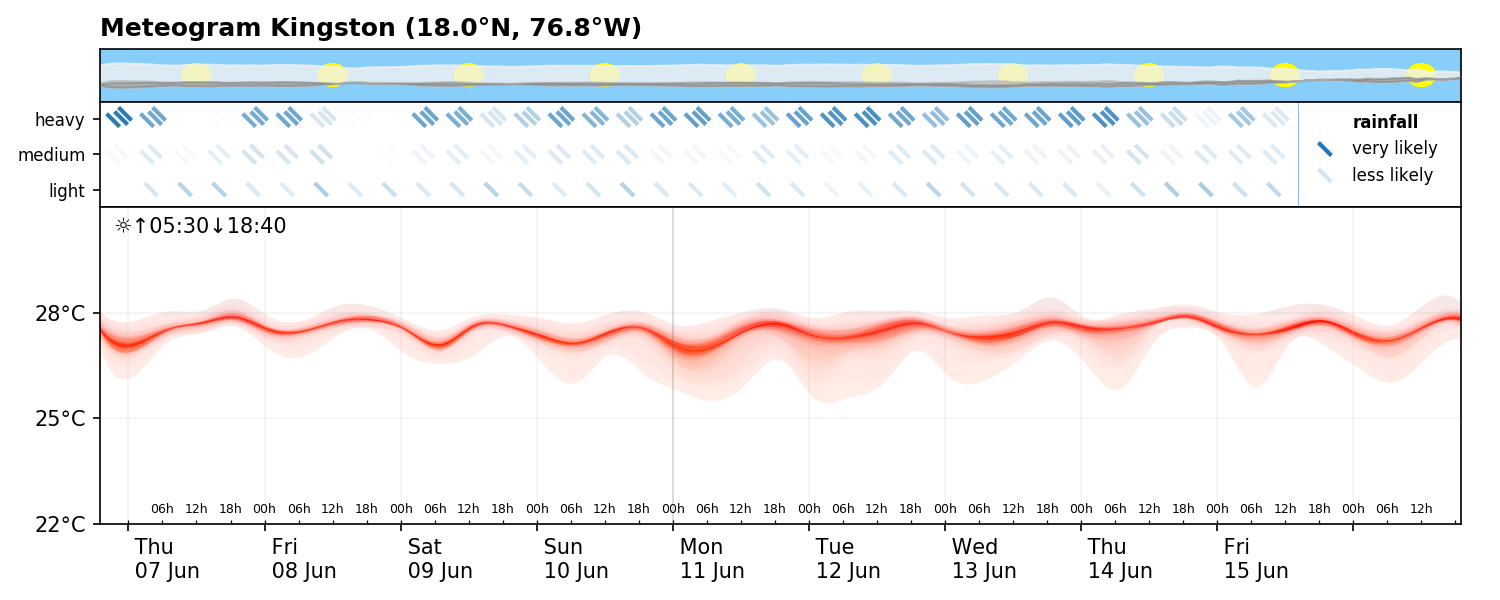 Meteogram Kingston (18.0°N, 76.8°W)
heavy
medium
light
rainfall
very likely
less likely
☼↑05:30↓18:40
28°C
25°C
22°C
06h 12h 18h 00h 06h 12h 18h 00h 06h 12h 18h 00h 06h 12h 18h 00h 06h 12h 18h 00h 06h 12h 18h 00h 06h 12h 18h 00h 06h 12h 18h 00h 06h 12h 18h 00h 06h 12h
Thu Fri Sat Sun Mon Tue Wed Thu Fri
07 Jun 08 Jun 09 Jun 10 Jun 11 Jun 12 Jun 13 Jun 14 Jun 15 Jun